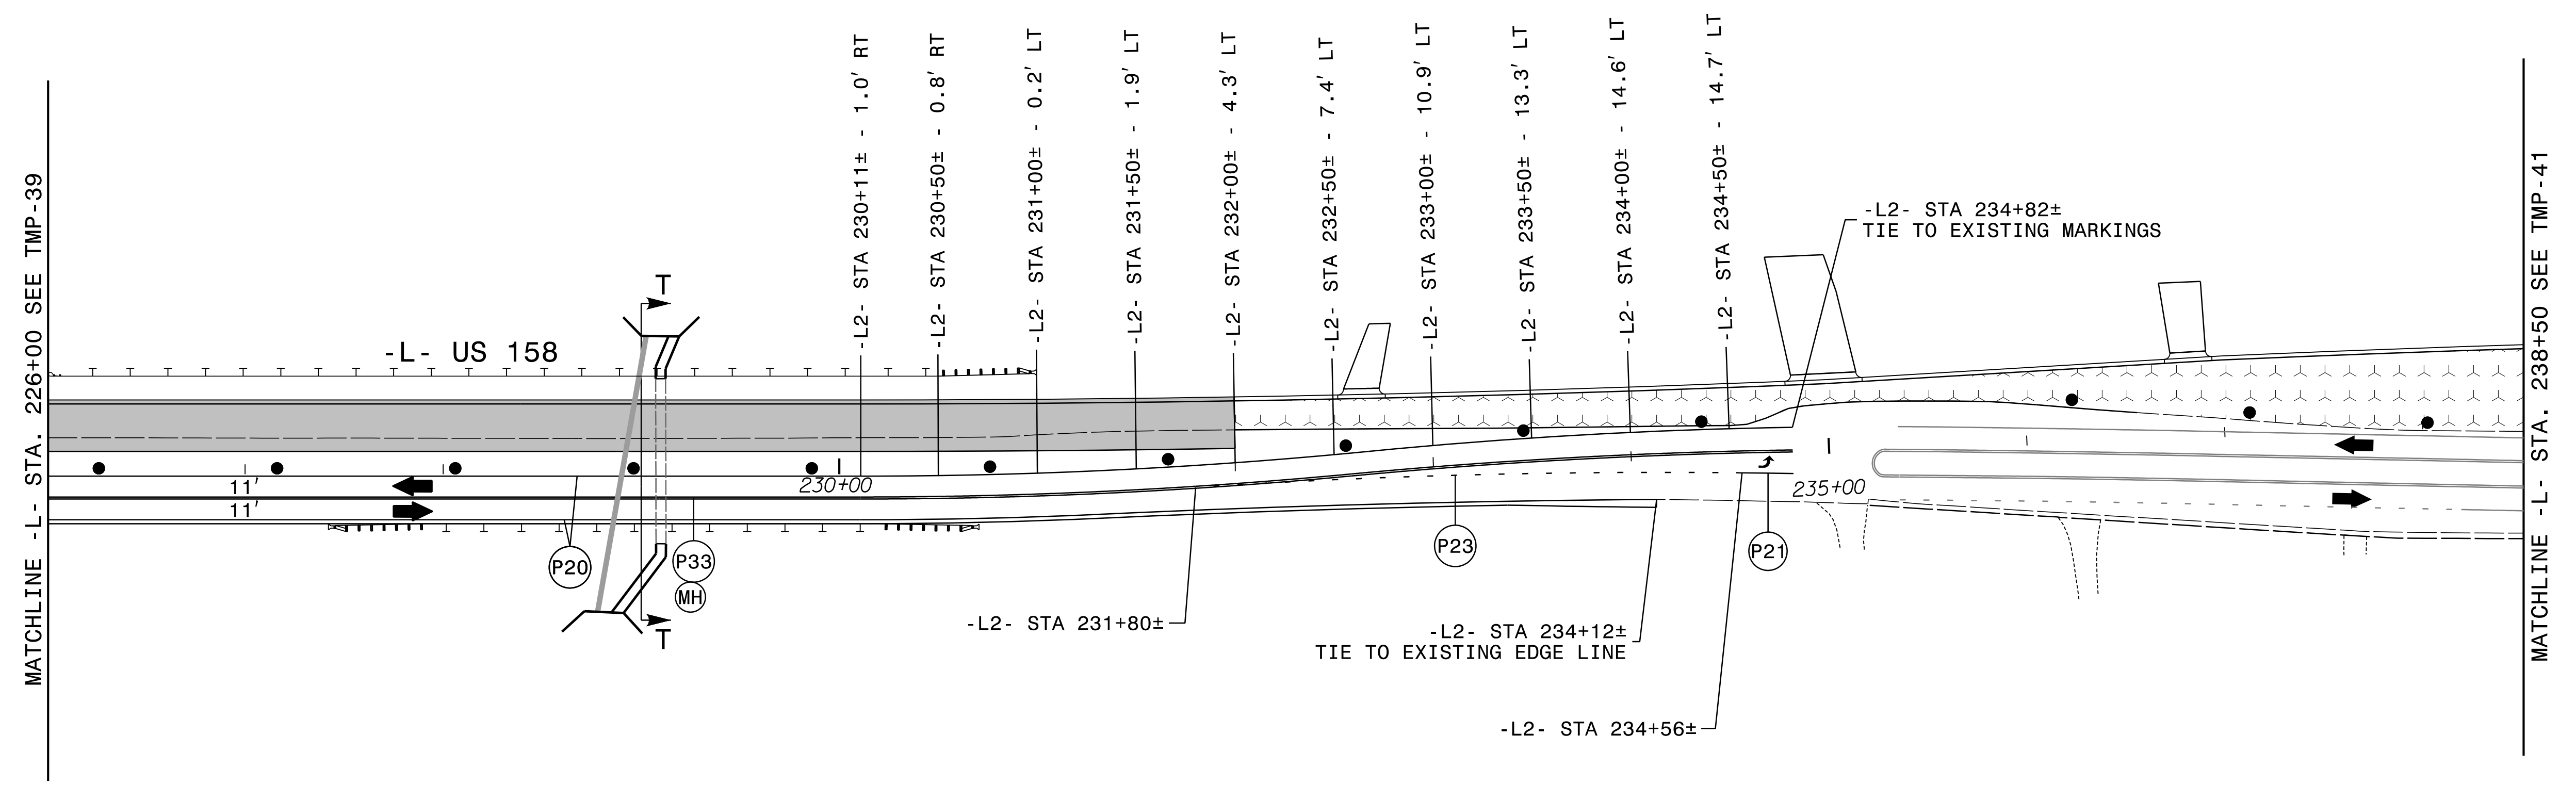 MATCHLINE -L- STA. 226+00 SEE TMP-39
-L- US 158
T
T
-L2- STA 230+11± - 1.0' RT
-L2- STA 230+50± - 0.8' RT
-L2- STA 231+00± - 0.2' LT
-L2- STA 231+50± - 1.9' LT
-L2- STA 232+00± - 4.3' LT
-L2- STA 232+50± - 7.4' LT
-L2- STA 233+00± - 10.9' LT
-L2- STA 233+50± - 13.3' LT
-L2- STA 234+00± - 14.6' LT
-L2- STA 234+50± - 14.7' LT
-L2- STA 234+82±
TIE TO EXISTING MARKINGS
11'
11'
230+00
235+00
P20
P33
MH
P23
P21
-L2- STA 231+80±
-L2- STA 234+12±
TIE TO EXISTING EDGE LINE
-L2- STA 234+56±
MATCHLINE -L- STA. 238+50 SEE TMP-41